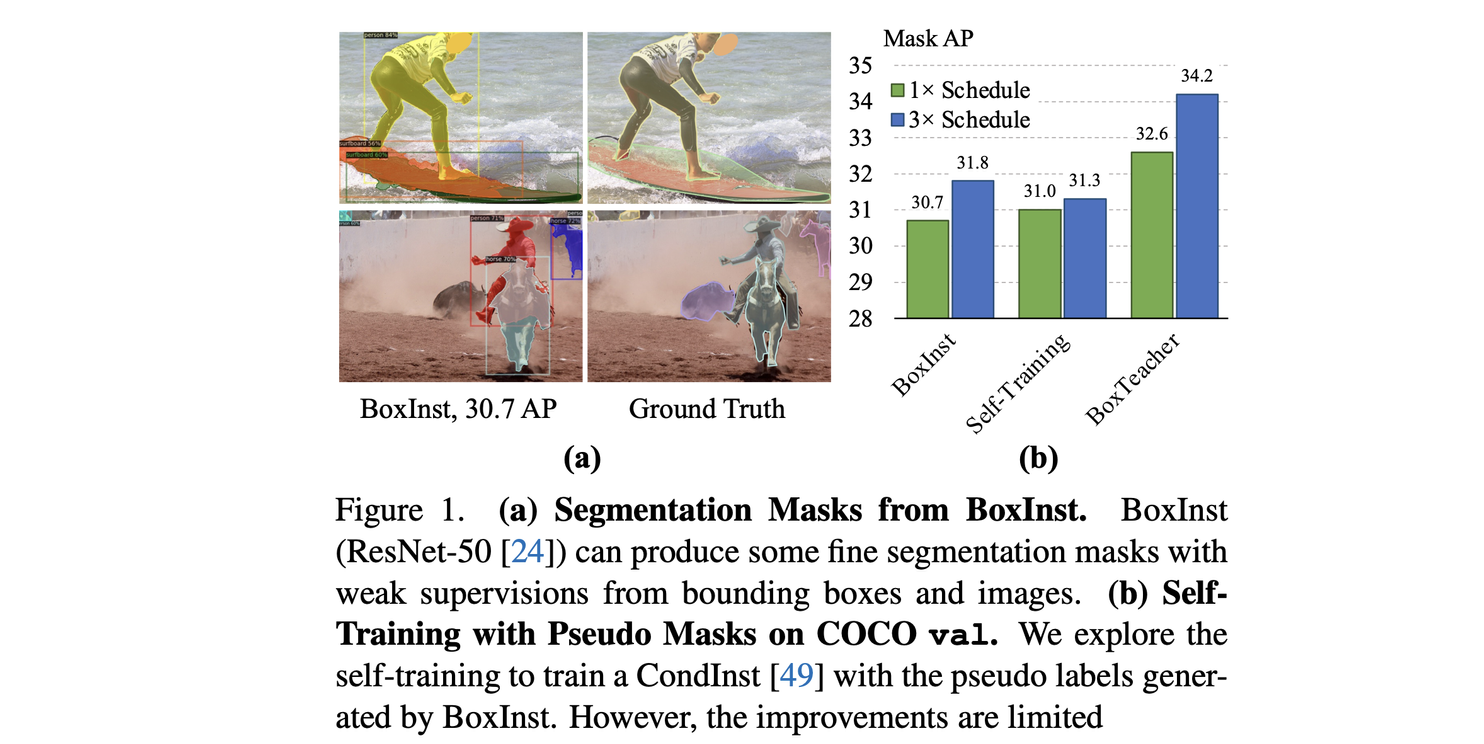 person 84%
surfboard 56%
surfboard 60%
person 71%
horse 72%
horse 70%
BoxInst, 30.7 AP
Ground Truth
(a)
Mask AP
35
34
33
32
31
30
29
28
1× Schedule
3× Schedule
30.7
31.8
31.0
31.3
32.6
34.2
BoxInst
Self-Training
BoxTeacher
(b)
Figure 1. (a) Segmentation Masks from BoxInst. BoxInst
(ResNet-50 [24]) can produce some fine segmentation masks with
weak supervisions from bounding boxes and images. (b) Self-
Training with Pseudo Masks on COCO val. We explore the
self-training to train a CondInst [49] with the pseudo labels gener-
ated by BoxInst. However, the improvements are limited